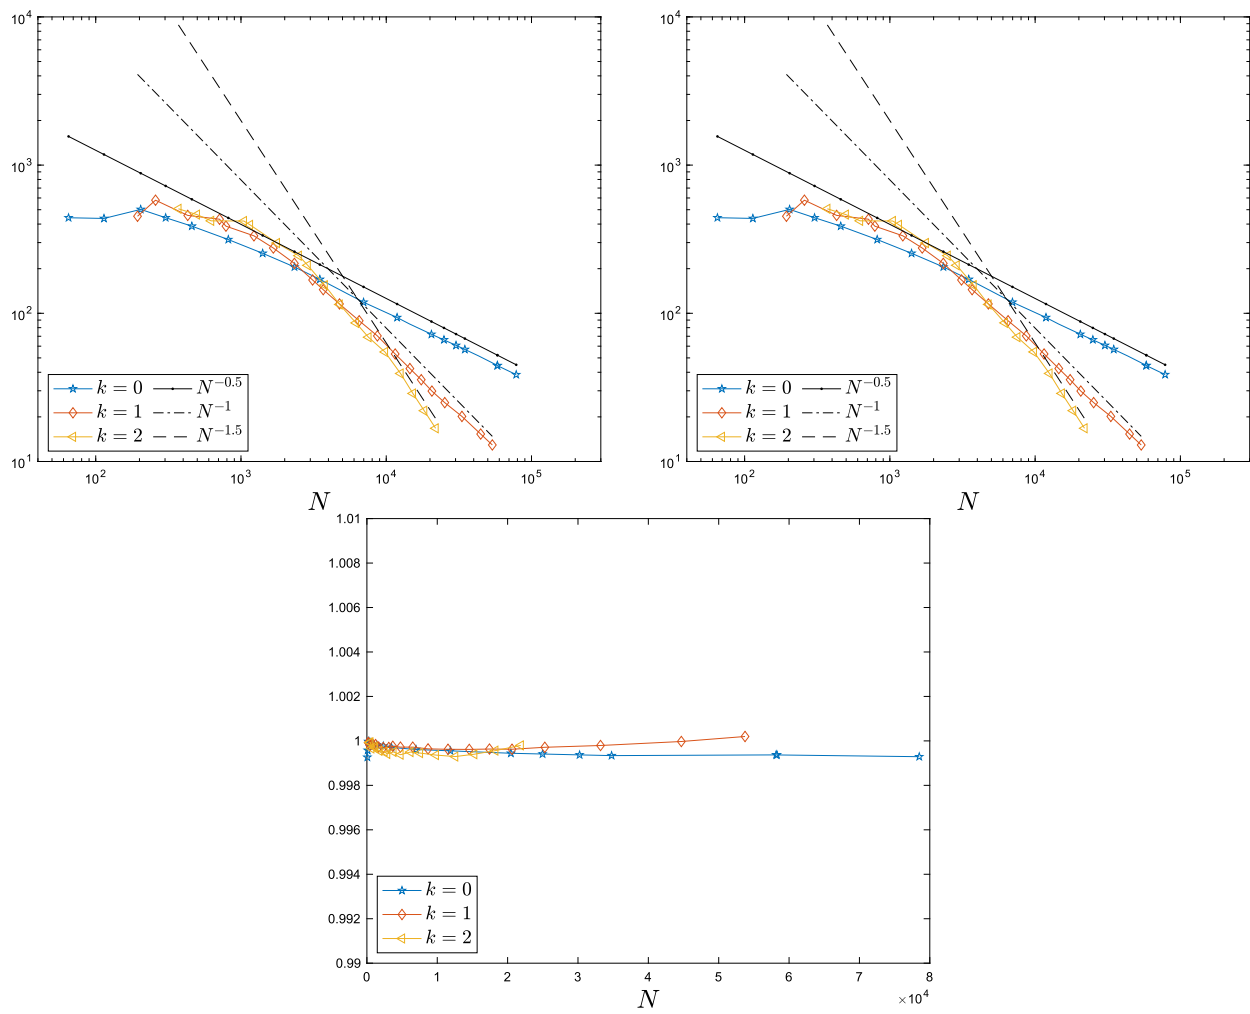 10^4
10^3
10^2
10^1
10^2
10^3
10^4
10^5
N
k = 0
k = 1
k = 2
N^{-0.5}
N^{-1}
N^{-1.5}
10^4
10^3
10^2
10^1
10^2
10^3
10^4
10^5
N
k = 0
k = 1
k = 2
N^{-0.5}
N^{-1}
N^{-1.5}
1.01
1.008
1.006
1.004
1.002
1
0.998
0.996
0.994
0.992
0.99
k = 0
k = 1
k = 2
0 1 2 3 4 5 6 7 8
N
×10^4